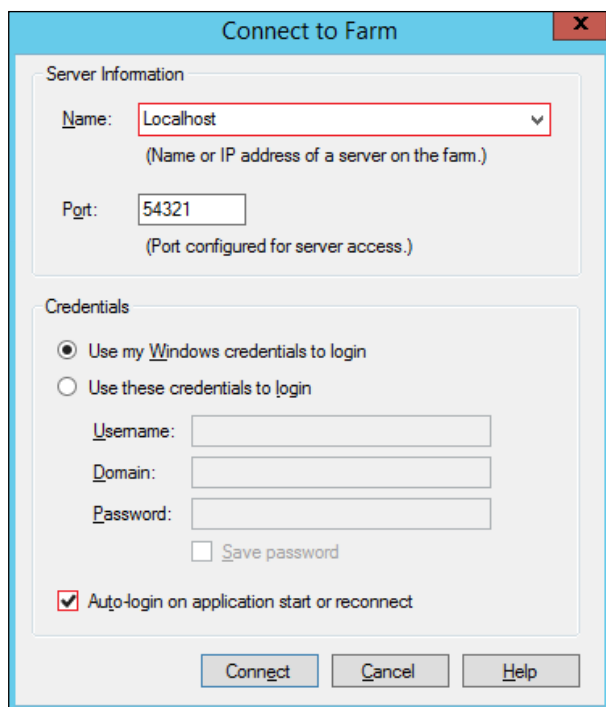 Connect to Farm
x
Server Information
Name: Localhost
(Name or IP address of a server on the farm.)
Port: 54321
(Port configured for server access.)
Credentials
Use my Windows credentials to login
Use these credentials to login
Username:
Domain:
Password:
Save password
Auto-login on application start or reconnect
Connect Cancel Help